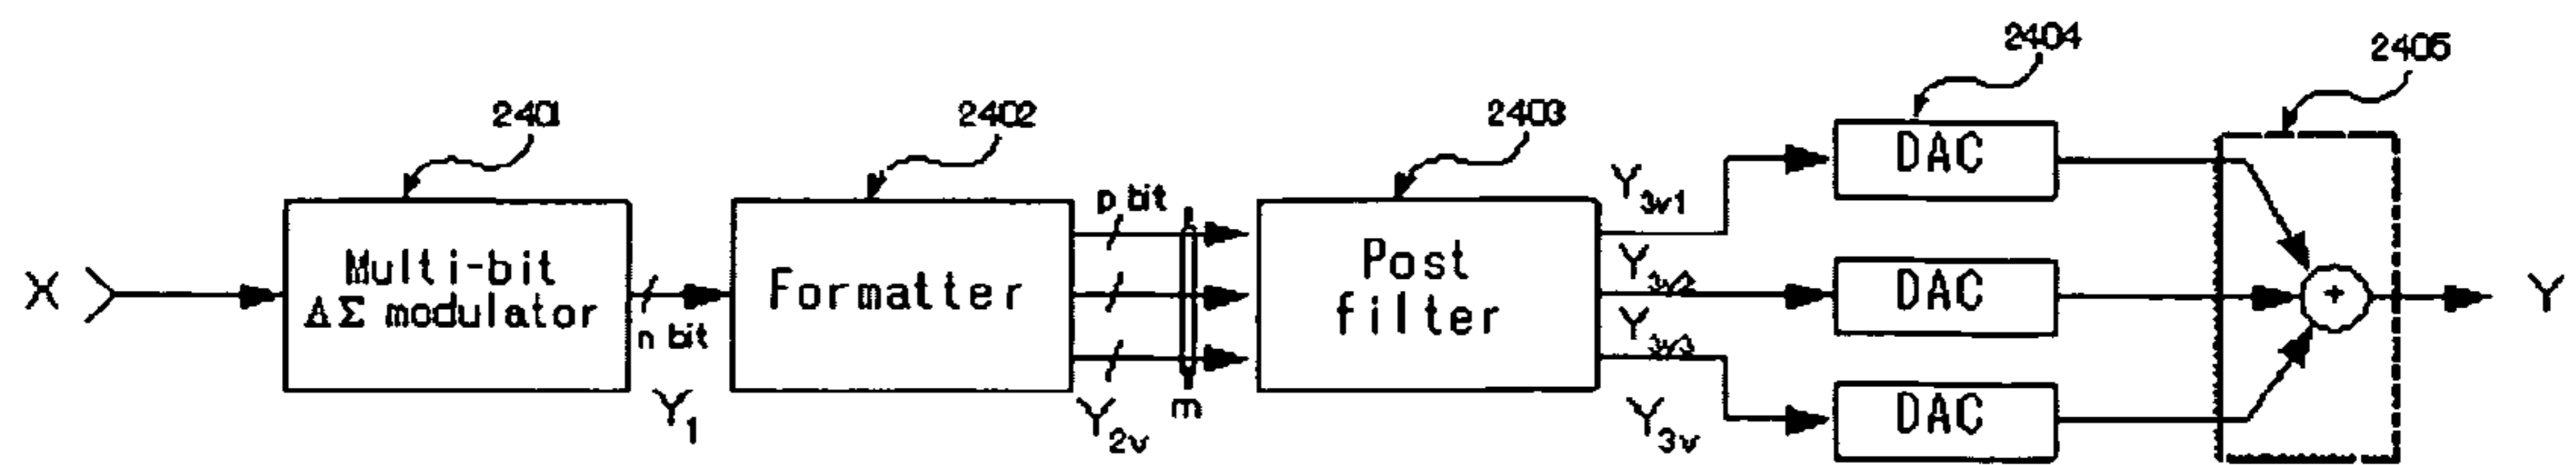 2401
2402
2403
2404
2405
X
Multi-bit
ΔΣ modulator
n bit
Y1
Formatter
p bit
Y2v
m
Post
filter
Y3v1
Y3v2
Y3v3
Y3v
DAC
DAC
DAC
+
Y